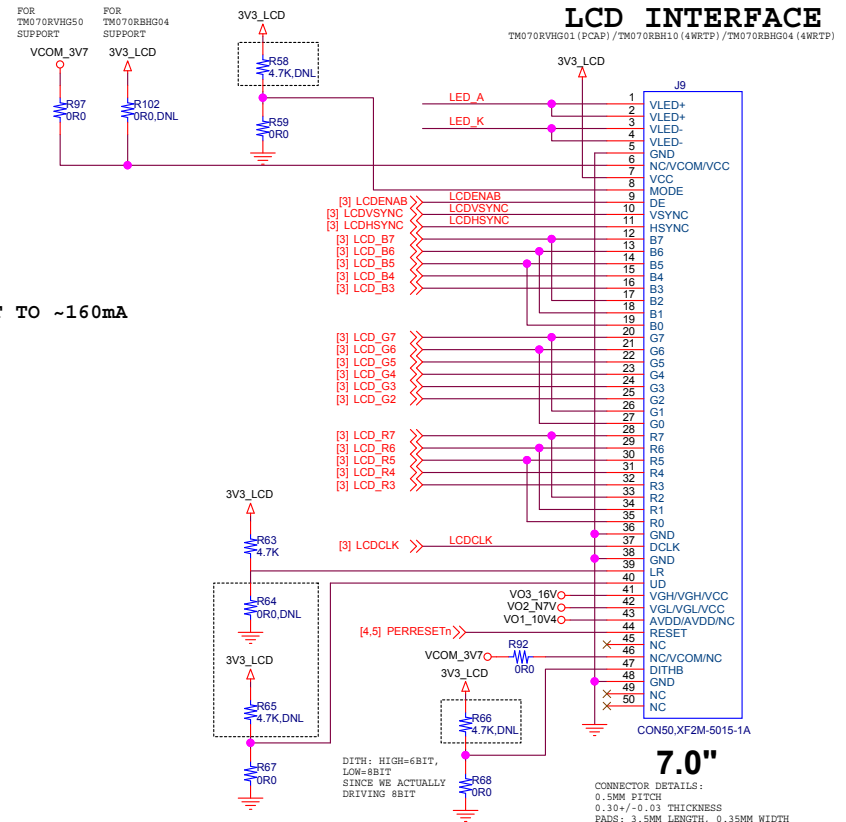 LCD INTERFACE
TM070RVHG01(PCAP)/TM070RBH10(4WRTP)/TM070RBHG04(4WRTP)
FOR
TM070RVHG50
SUPPORT
FOR
TM070RBHG04
SUPPORT
VCOM_3V7
3V3_LCD
R97
0R0
R102
0R0,DNL
3V3_LCD
R58
4.7K,DNL
R59
0R0
3V3_LCD
J9
LED_A
LED_K
1 VLED+
2 VLED+
3 VLED-
4 VLED-
5 GND
6 NC/VCOM/VCC
7 VCC
8 MODE
[3] LCDENAB LCDENAB 9 DE
[3] LCDVSYNC LCDVSYNC 10 VSYNC
[3] LCDHSYNC LCDHSYNC 11 HSYNC
[3] LCD_B7 12 B7
[3] LCD_B6 13 B6
[3] LCD_B5 14 B5
[3] LCD_B4 15 B4
[3] LCD_B3 16 B3
17 B2
18 B1
19 B0
T TO ~160mA
[3] LCD_G7 20 G7
[3] LCD_G6 21 G6
[3] LCD_G5 22 G5
[3] LCD_G4 23 G4
[3] LCD_G3 24 G3
[3] LCD_G2 25 G2
26 G1
27 G0
[3] LCD_R7 28 R7
[3] LCD_R6 29 R6
[3] LCD_R5 30 R5
[3] LCD_R4 31 R4
[3] LCD_R3 32 R3
33 R2
34 R1
35 R0
36 GND
[3] LCDCLK LCDCLK 37 DCLK
38 GND
39 LR
40 UD
VO3_16V 41 VGH/VGH/VCC
VO2_N7V 42 VGL/VGL/VCC
VO1_10V4 43 AVDD/AVDD/NC
[4,5] PERRESETn 44 RESET
45 NC
VCOM_3V7 R92 0R0 46 NC/VCOM/NC
47 DITHB
48 GND
49 NC
50 NC
3V3_LCD
R63
4.7K
R64
0R0,DNL
3V3_LCD
R65
4.7K,DNL
R67
0R0
3V3_LCD
R66
4.7K,DNL
R68
0R0
DITH: HIGH=6BIT,
LOW=8BIT
SINCE WE ACTUALLY
DRIVING 8BIT
CON50,XF2M-5015-1A
7.0"
CONNECTOR DETAILS:
0.5MM PITCH
0.30+/-0.03 THICKNESS
PADS: 3.5MM LENGTH, 0.35MM WIDTH